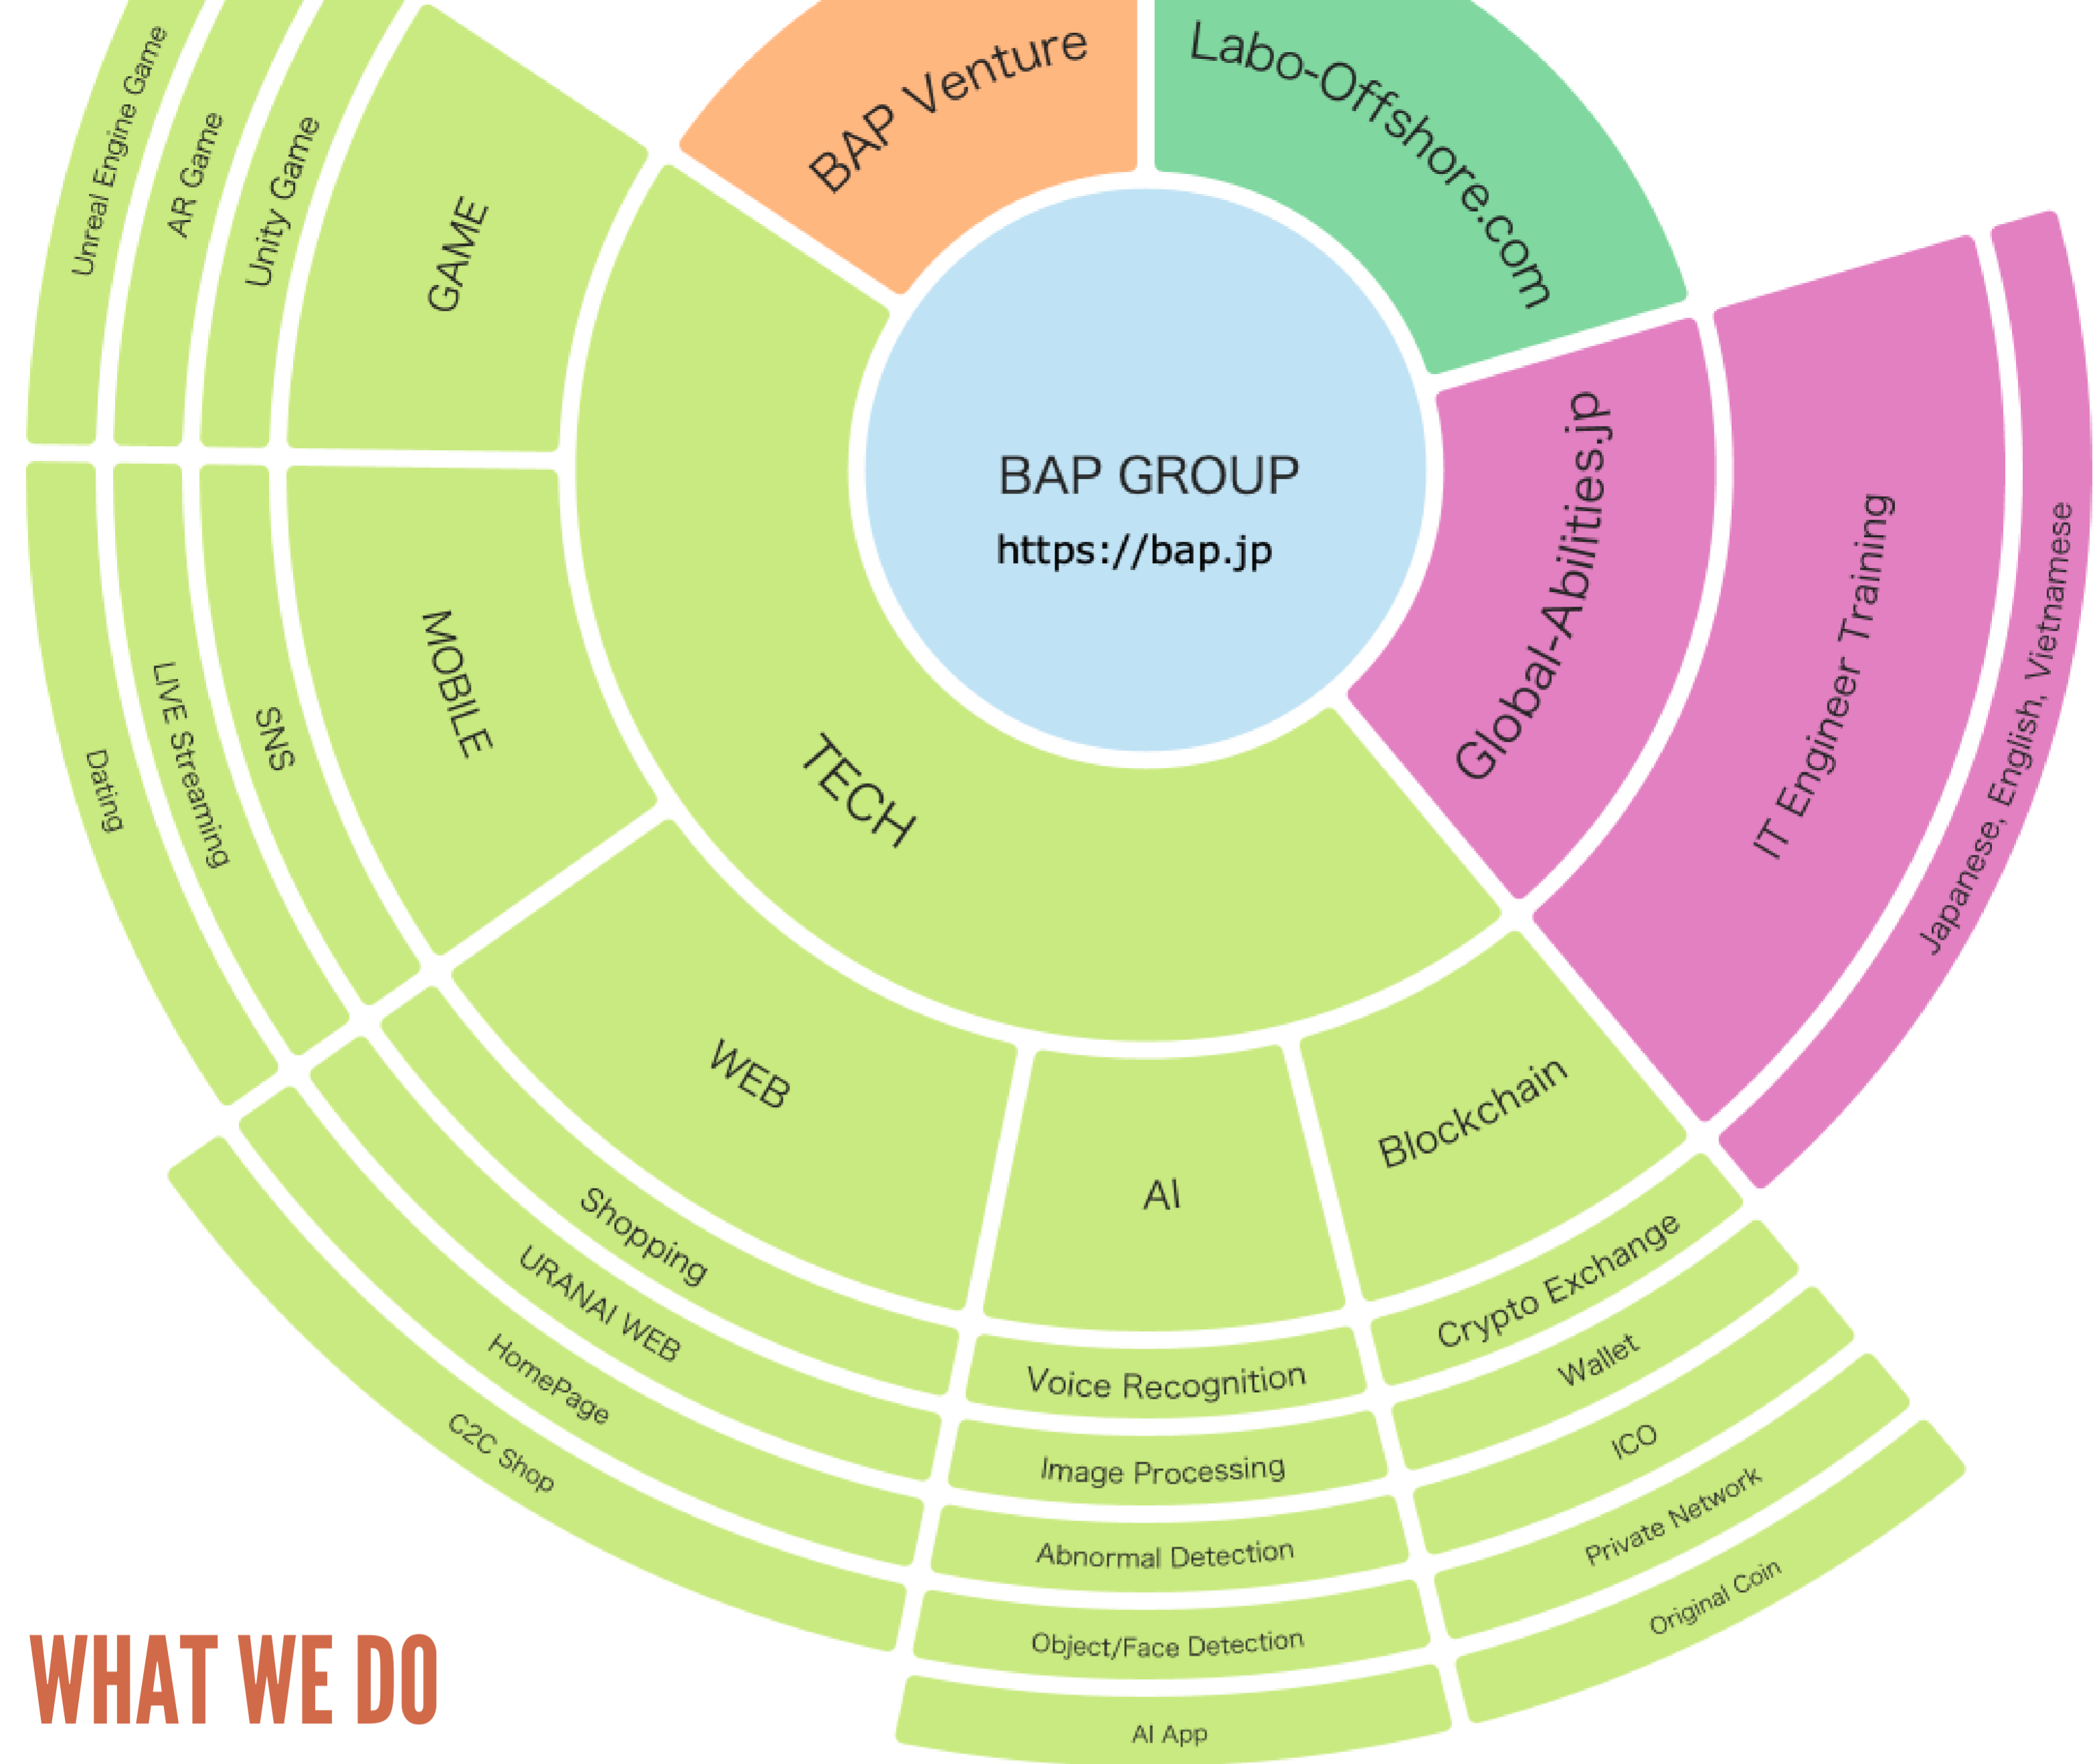 BAP Venture
Labo-Offshore.com
BAP GROUP
https://bap.jp
Global-Abilities.jp
IT Engineer Training
Japanese, English, Vietnamese
TECH
GAME
Unity Game
AR Game
Unreal Engine Game
MOBILE
SNS
LIVE Streaming
Dating
WEB
Shopping
URANAI WEB
HomePage
C2C Shop
AI
Voice Recognition
Image Processing
Abnormal Detection
Object/Face Detection
AI App
Blockchain
Crypto Exchange
Wallet
ICO
Private Network
Original Coin
WHAT WE DO